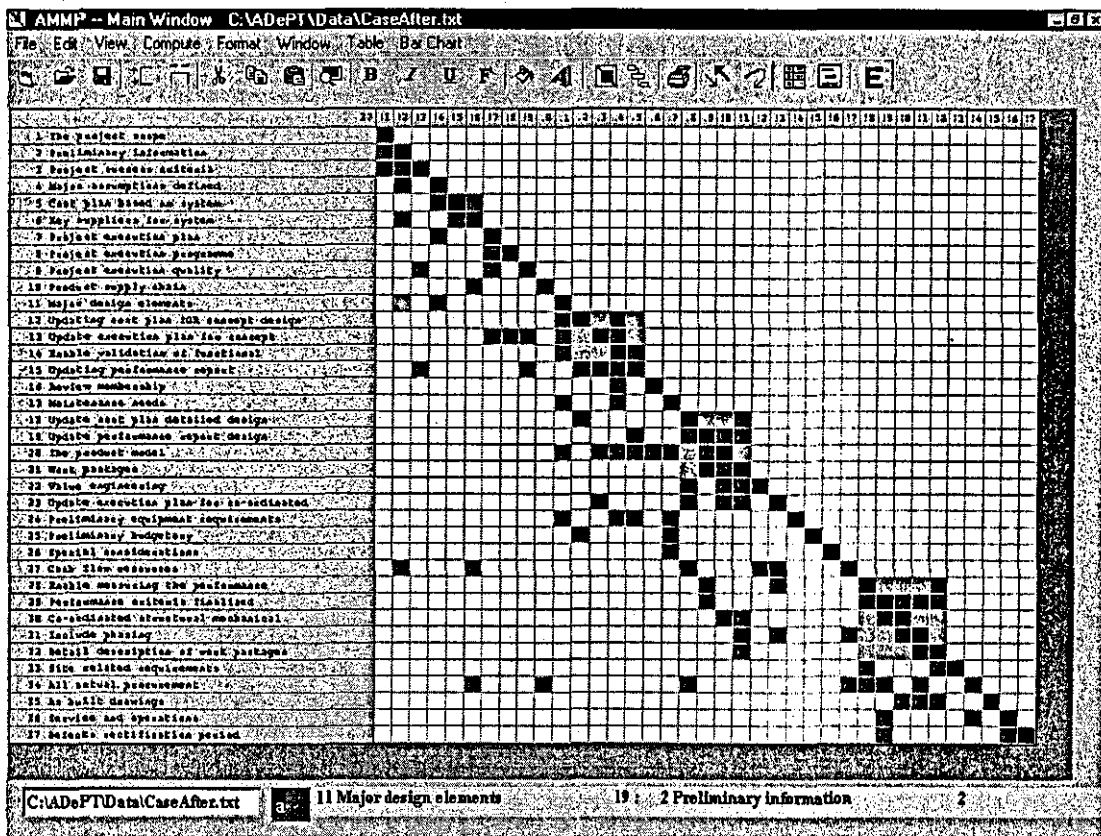 AMMP -- Main Window C:\ADePT\Data\CaseAfter.txt
File Edit View Compute Format Window Table Bar Chart
B I U F E
1 The project scope
2 Preliminary information
3 Project success criteria
4 Major assumptions defined
5 Cost plan based on system
6 Key suppliers for system
7 Project execution plan
8 Project execution programme
9 Project execution quality
10 Product supply chain
11 Major design elements
12 Updating cost plan FOR concept design
13 Update execution plan for concept
14 Enable validation of functional
15 Updating performance report
16 Review membership
17 Maintenance needs
18 Update cost plan detailed design
19 Update performance report design
20 The product model
21 Work packages
22 Value engineering
23 Update execution plan for co-ordinated
24 Preliminary equipment requirements
25 Preliminary budgetary
26 Special considerations
27 Cash flow measures
28 Enable measuring the performance
29 Performance criteria finalised
30 Co-ordinated structural mechanical
31 Include phasing
32 Detail description of work packages
33 Site related requirements
34 All actual procurement
35 As built drawings
36 Service and operations
37 Defects rectification period
C:\ADePT\Data\CaseAfter.txt 11 Major design elements 19 : 2 Preliminary information 2